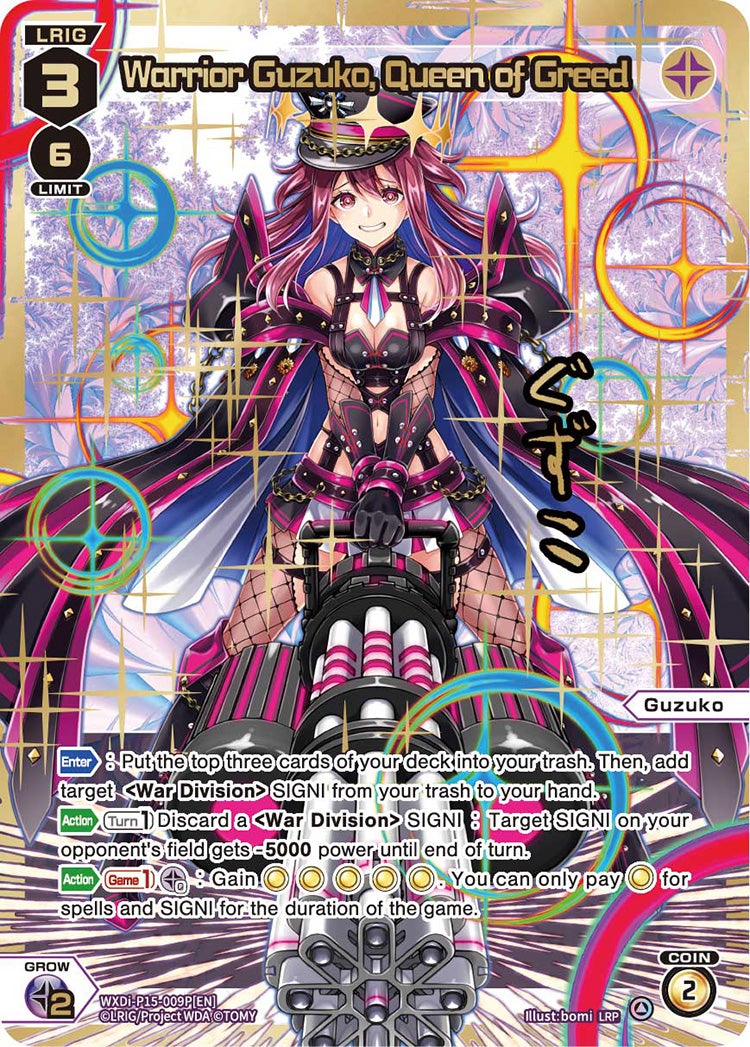 LRIG
3
Warrior Guzuko, Queen of Greed
6
LIMIT
ぐずこ
Guzuko
Enter : Put the top three cards of your deck into your trash. Then, add
target <War Division> SIGNI from your trash to your hand.
Action Turn 1 Discard a <War Division> SIGNI : Target SIGNI on your
opponent's field gets -5000 power until end of turn.
Action Game 1 0 : Gain . You can only pay for
spells and SIGNI for the duration of the game.
GROW
2
COIN
2
WXDi-P15-009P[EN]
©LRIG/Project WDA ©TOMY
Illust:bomi LRP